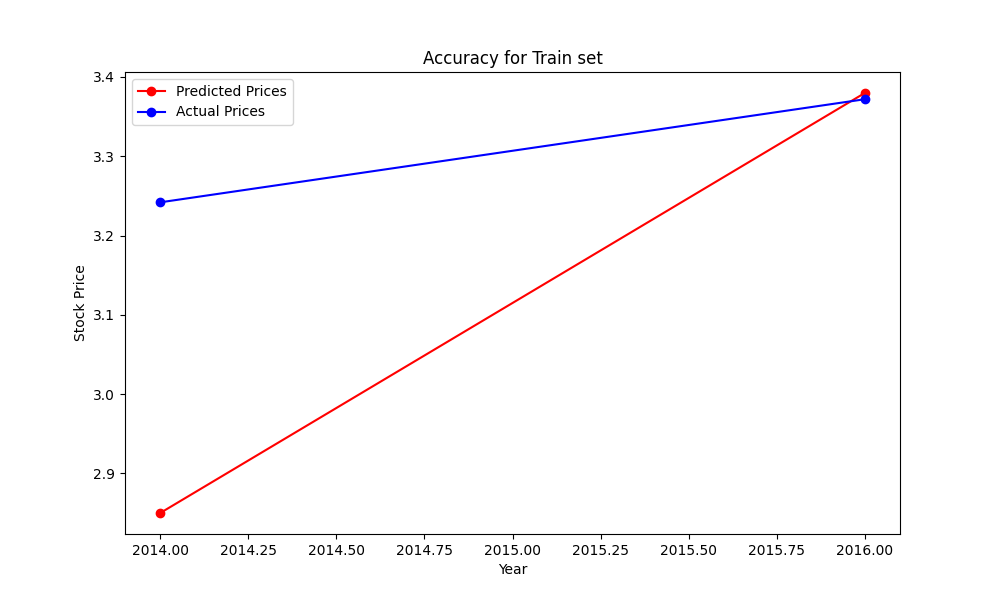 Accuracy for Train set
Predicted Prices
Actual Prices
3.4
3.3
3.2
3.1
3.0
2.9
Stock Price
2014.00 2014.25 2014.50 2014.75 2015.00 2015.25 2015.50 2015.75 2016.00
Year